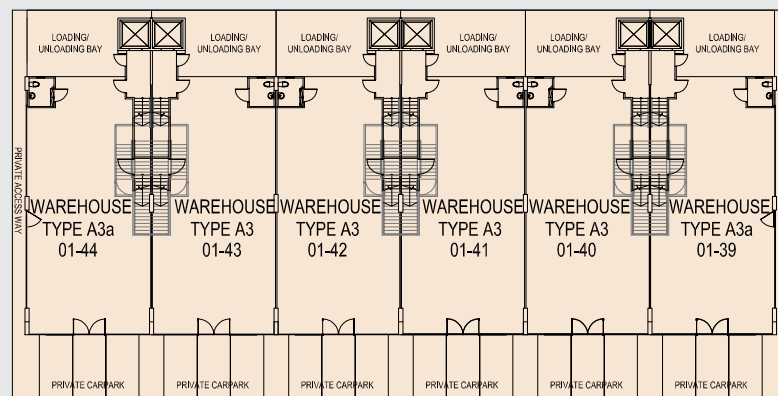 LOADING/
UNLOADING BAY
LOADING/
UNLOADING BAY
LOADING/
UNLOADING BAY
LOADING/
UNLOADING BAY
LOADING/
UNLOADING BAY
LOADING/
UNLOADING BAY
PRIVATE ACCESS WAY
WAREHOUSE
TYPE A3a
01-44
WAREHOUSE
TYPE A3
01-43
WAREHOUSE
TYPE A3
01-42
WAREHOUSE
TYPE A3
01-41
WAREHOUSE
TYPE A3
01-40
WAREHOUSE
TYPE A3a
01-39
PRIVATE CARPARK
PRIVATE CARPARK
PRIVATE CARPARK
PRIVATE CARPARK
PRIVATE CARPARK
PRIVATE CARPARK